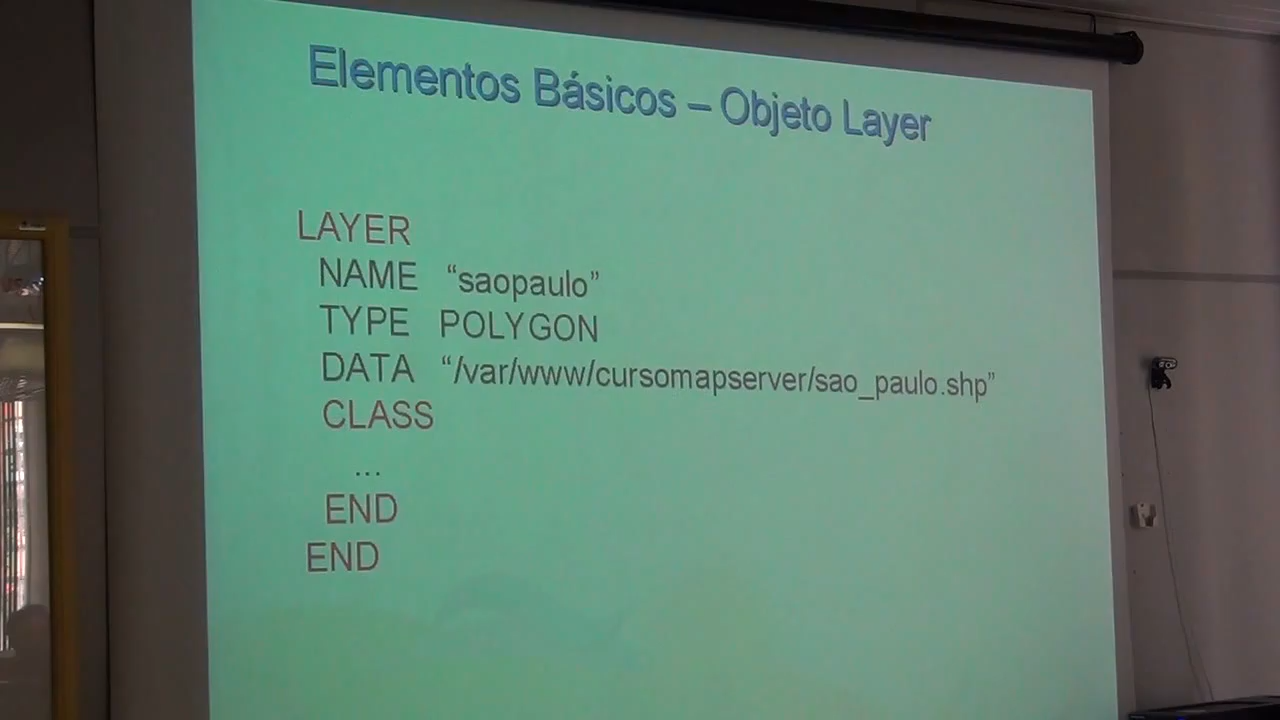 Elementos Básicos – Objeto Layer
LAYER
NAME “saopaulo”
TYPE POLYGON
DATA “/var/www/cursomapserver/sao_paulo.shp”
CLASS
...
END
END